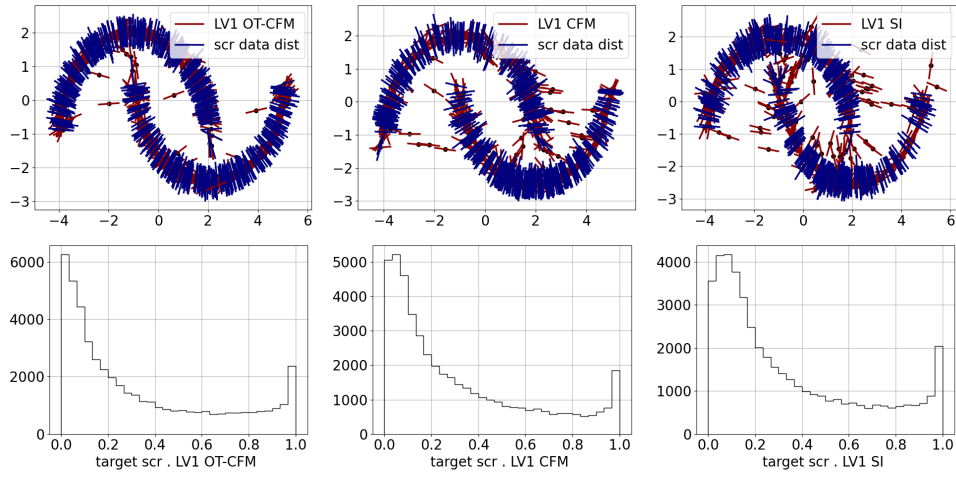 LV1 OT-CFM
scr data dist
2
1
0
−1
−2
−3
−4 −2 0 2 4 6
LV1 CFM
scr data dist
2
1
0
−1
−2
−3
−4 −2 0 2 4
LV1 SI
scr data dist
2
1
0
−1
−2
−3
−4 −2 0 2 4 6
6000
4000
2000
0
0.0 0.2 0.4 0.6 0.8 1.0
target scr . LV1 OT-CFM
5000
4000
3000
2000
1000
0
0.0 0.2 0.4 0.6 0.8 1.0
target scr . LV1 CFM
4000
3000
2000
1000
0
0.0 0.2 0.4 0.6 0.8 1.0
target scr . LV1 SI